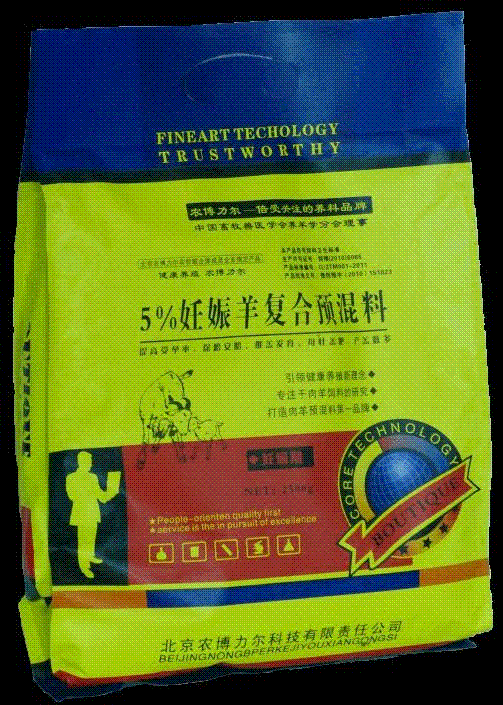 FINEART TECHOLOGY
TRUSTWORTHY
农博力尔—倍受关注的养料品牌
中国畜牧兽医学会养羊学分会理事
健康养殖 农博力尔
5%妊娠羊复合预混料
引领健康养殖新理念◆
专注于肉羊饲料的研究◆
打造肉羊预混料第一品牌◆
妊娠期
★People-orienten quality first
★service is the in pursuit of excellence
CORE TECHNOLOGY
BOUTIQUE
北京农博力尔科技有限责任公司
BEIJINGNONGBPERKEJIYOUXIANGONGSI